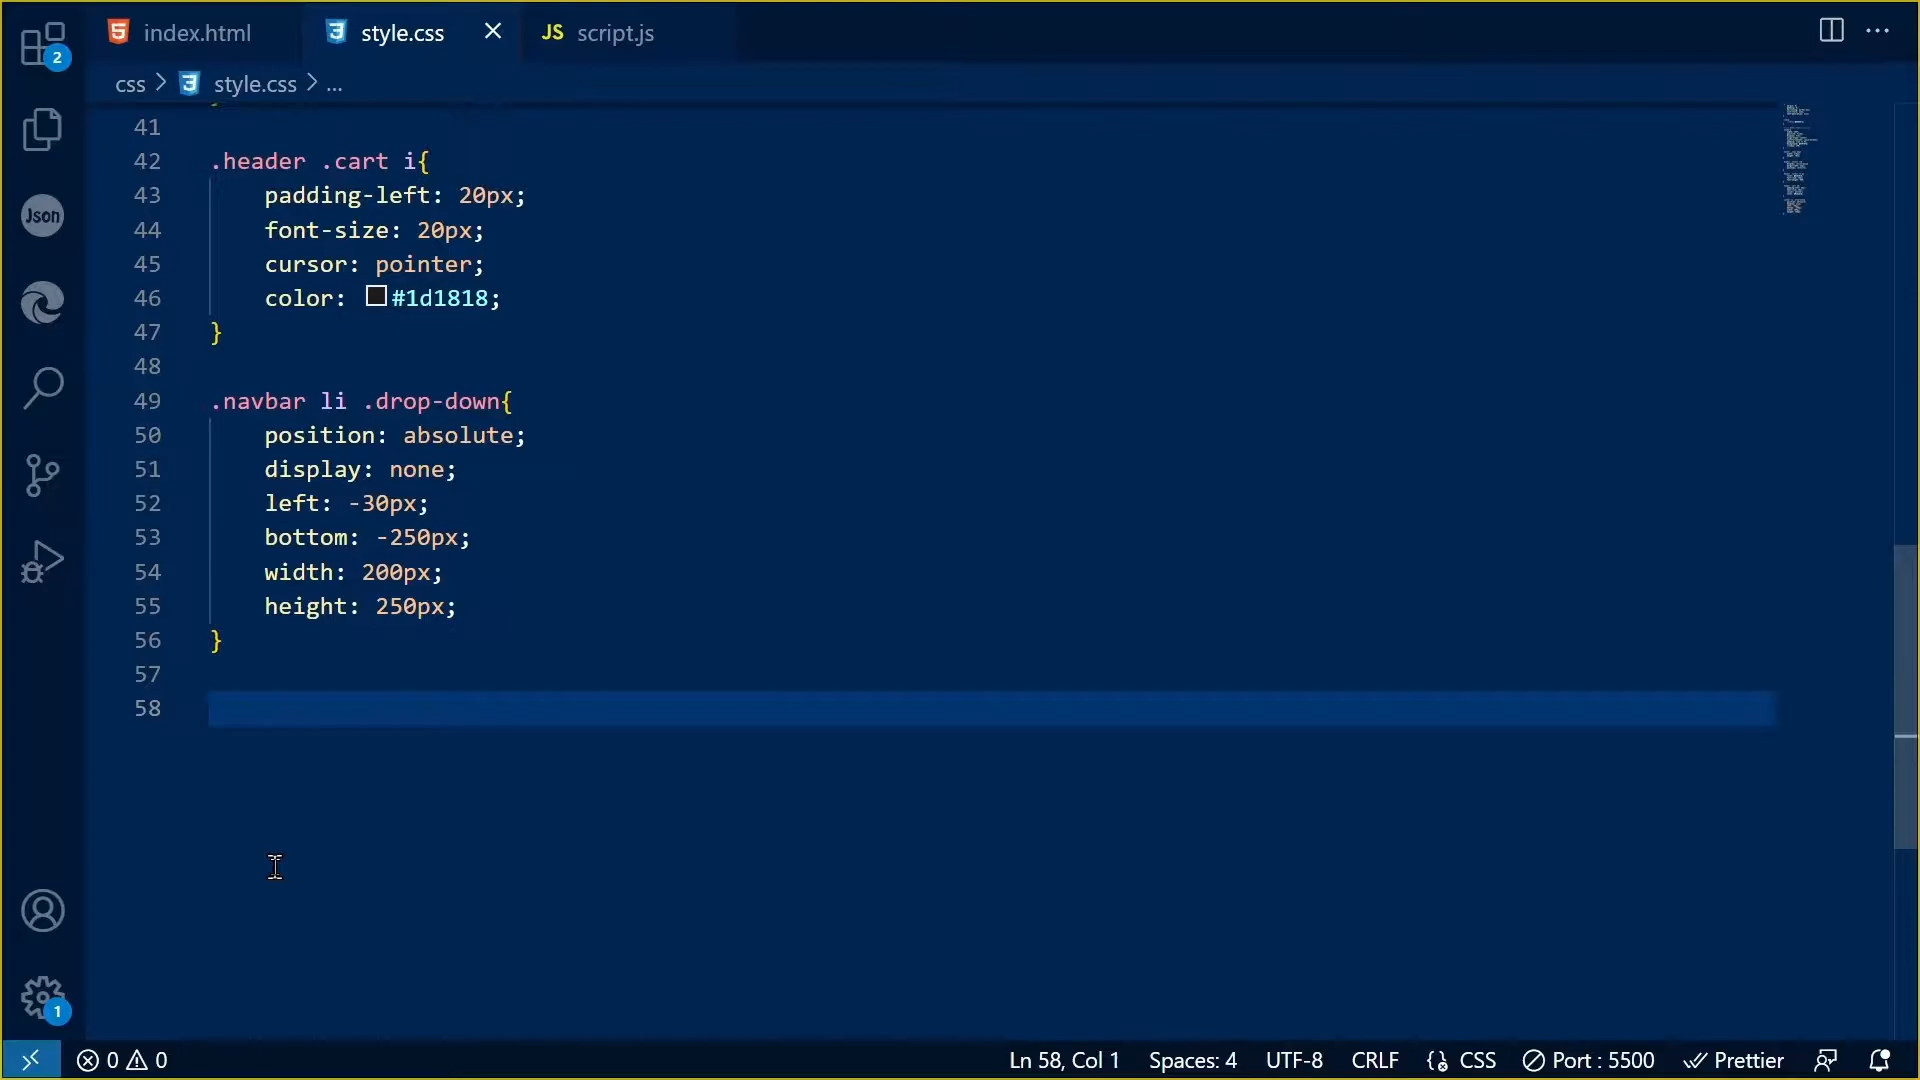 index.html style.css JS script.js
2
css style.css ...
41
42 .header .cart i{
43 padding-left: 20px;
44 font-size: 20px;
45 cursor: pointer;
46 color: #1d1818;
47 }
48
49 .navbar li .drop-down{
50 position: absolute;
51 display: none;
52 left: -30px;
53 bottom: -250px;
54 width: 200px;
55 height: 250px;
56 }
57
58
Json
1
0 0 Ln 58, Col 1 Spaces: 4 UTF-8 CRLF CSS Port : 5500 Prettier